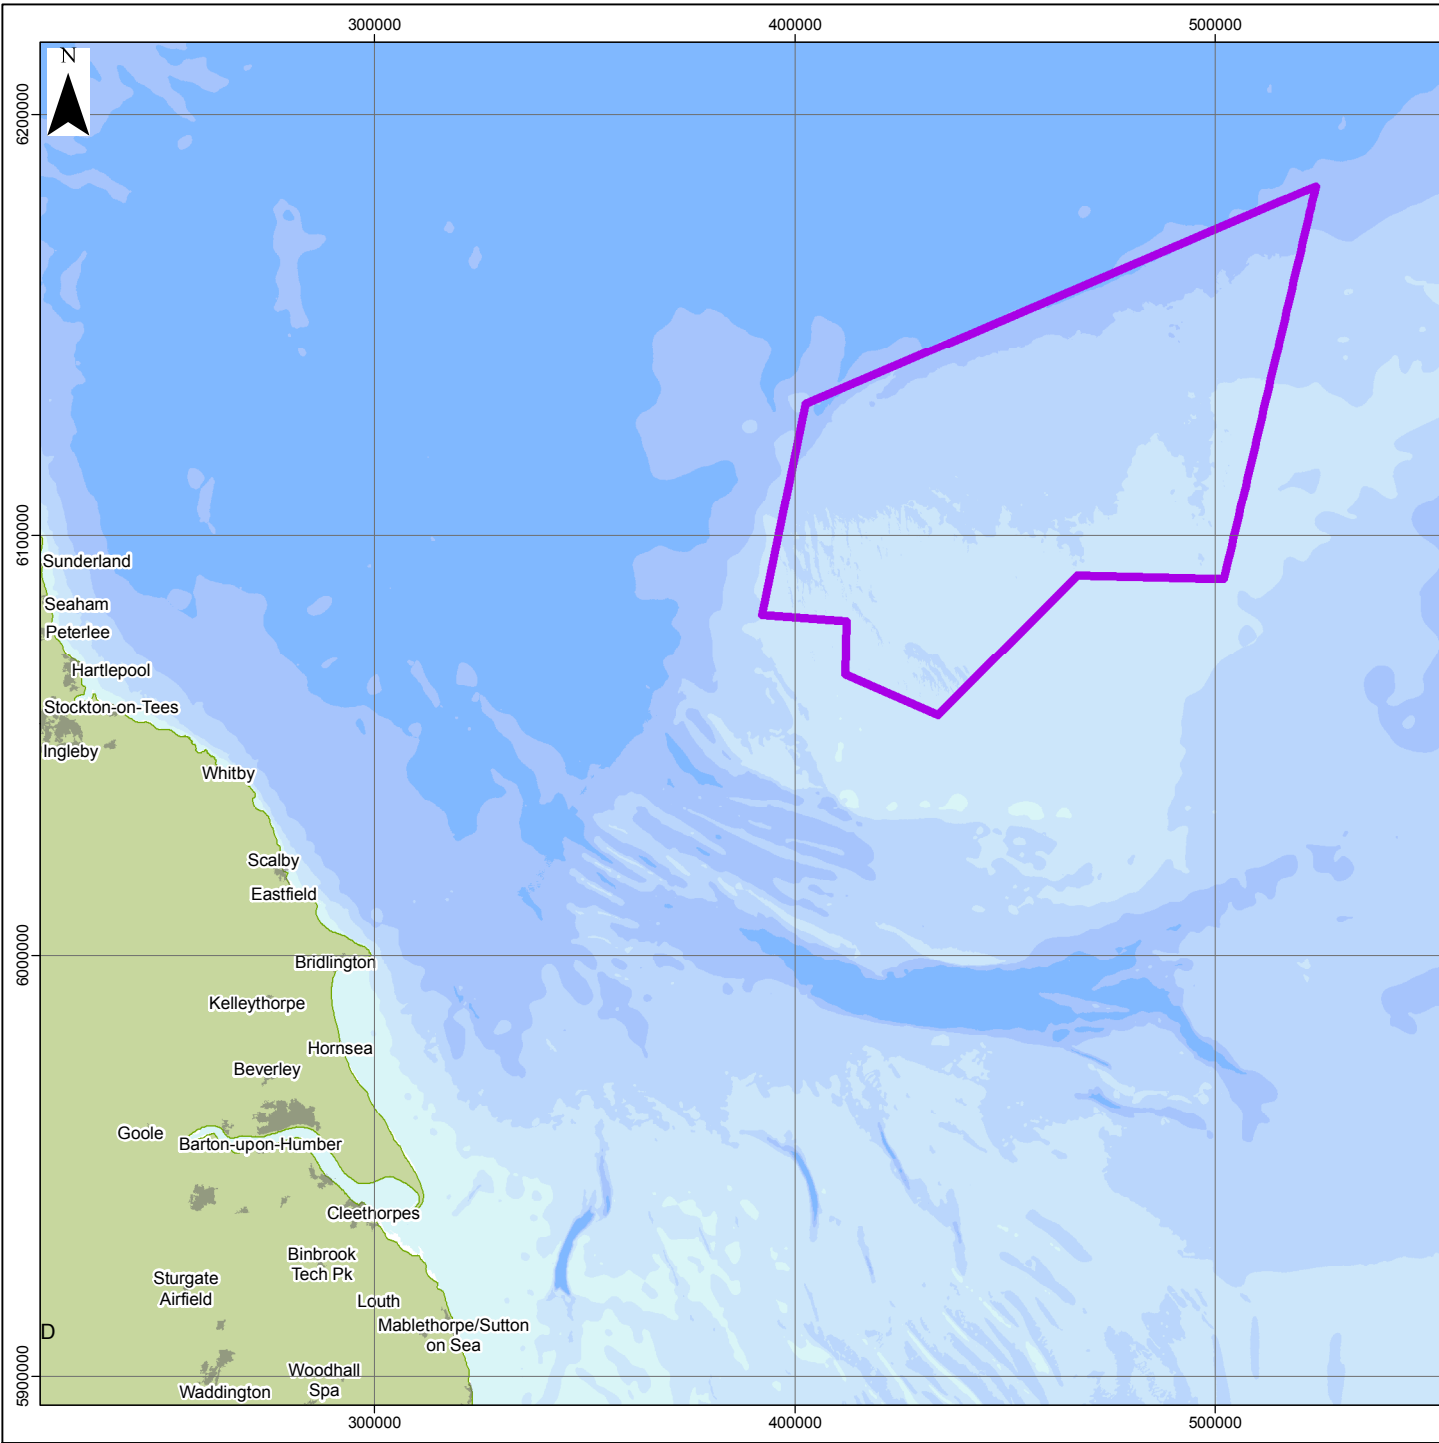 300000
400000
500000
N
6200000
6100000
Sunderland
Seaham
Peterlee
Hartlepool
Stockton-on-Tees
Ingleby
Whitby
Scalby
Eastfield
6000000
Bridlington
Kelleythorpe
Hornsea
Beverley
Goole
Barton-upon-Humber
Cleethorpes
Binbrook
Tech Pk
Sturgate
Airfield
Louth
Mablethorpe/Sutton
on Sea
D
Woodhall
Spa
Waddington
5900000
300000
400000
500000